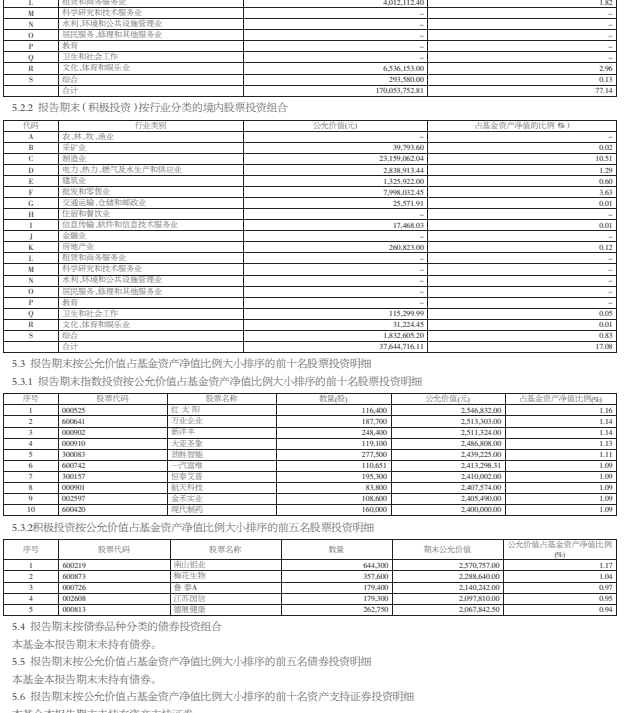 L 租赁和商务服务业 4,012,112.40 1.82
M 科学研究和技术服务业 – –
N 水利、环境和公共设施管理业 – –
O 居民服务、修理和其他服务业 – –
P 教育 – –
Q 卫生和社会工作 – –
R 文化、体育和娱乐业 6,536,153.00 2.96
S 综合 293,580.00 0.13
合计 170,053,752.81 77.14
5.2.2 报告期末(积极投资)按行业分类的境内股票投资组合
代码 行业类别 公允价值(元) 占基金资产净值的比例(%)
A 农、林、牧、渔业 – –
B 采矿业 39,793.60 0.02
C 制造业 23,159,062.04 10.51
D 电力、热力、燃气及水生产和供应业 2,838,913.44 1.29
E 建筑业 1,325,922.00 0.60
F 批发和零售业 7,998,032.45 3.63
G 交通运输、仓储和邮政业 25,571.91 0.01
H 住宿和餐饮业 – –
I 信息传输、软件和信息技术服务业 17,468.03 0.01
J 金融业 – –
K 房地产业 260,823.00 0.12
L 租赁和商务服务业 – –
M 科学研究和技术服务业 – –
N 水利、环境和公共设施管理业 – –
O 居民服务、修理和其他服务业 – –
P 教育 – –
Q 卫生和社会工作 115,299.99 0.05
R 文化、体育和娱乐业 31,224.45 0.01
S 综合 1,832,605.20 0.83
合计 37,644,716.11 17.08
5.3 报告期末按公允价值占基金资产净值比例大小排序的前十名股票投资明细
5.3.1 报告期末指数投资按公允价值占基金资产净值比例大小排序的前十名股票投资明细
序号 股票代码 股票名称 数量(股) 公允价值(元) 占基金资产净值比例(%)
1 000525 红 太 阳 116,400 2,546,832.00 1.16
2 600641 万业企业 187,700 2,513,303.00 1.14
3 000902 新洋丰 248,400 2,511,324.00 1.14
4 000910 大亚圣象 119,100 2,486,808.00 1.13
5 300083 劲胜智能 277,500 2,439,225.00 1.11
6 600742 一汽富维 110,651 2,413,298.31 1.09
7 300157 恒泰艾普 195,300 2,410,002.00 1.09
8 000901 航天科技 83,800 2,407,574.00 1.09
9 002597 金禾实业 108,600 2,405,490.00 1.09
10 600420 现代制药 160,000 2,400,000.00 1.09
5.3.2积极投资按公允价值占基金资产净值比例大小排序的前五名股票投资明细
序号 股票代码 股票名称 数量 期末公允价值 公允价值占基金资产净值比例
(%)
1 600219 南山铝业 644,300 2,570,757.00 1.17
2 600873 梅花生物 357,600 2,288,640.00 1.04
3 000726 鲁 泰A 179,400 2,140,242.00 0.97
4 002608 江苏国信 179,300 2,097,810.00 0.95
5 000813 德展健康 262,750 2,067,842.50 0.94
5.4 报告期末按债券品种分类的债券投资组合
本基金本报告期末未持有债券。
5.5 报告期末按公允价值占基金资产净值比例大小排序的前五名债券投资明细
本基金本报告期末未持有债券。
5.6 报告期末按公允价值占基金资产净值比例大小排序的前十名资产支持证券投资明细
本基金本报告期末未持有资产支持证券